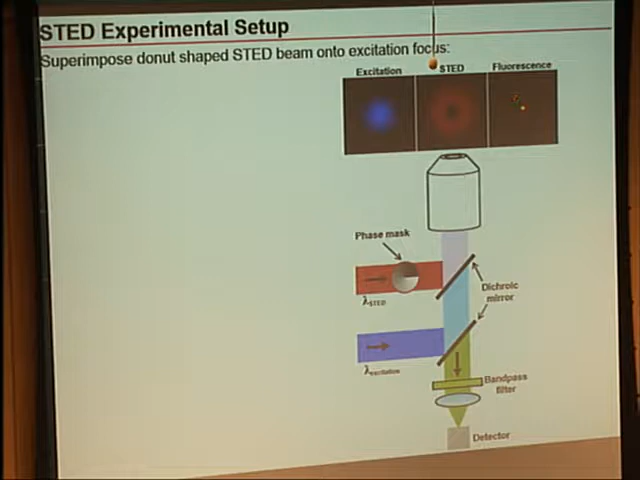 STED Experimental Setup
Superimpose donut shaped STED beam onto excitation focus:
Excitation
STED
Fluorescence
Phase mask
λSTED
Dichroic
mirror
λexcitation
Bandpass
filter
Detector